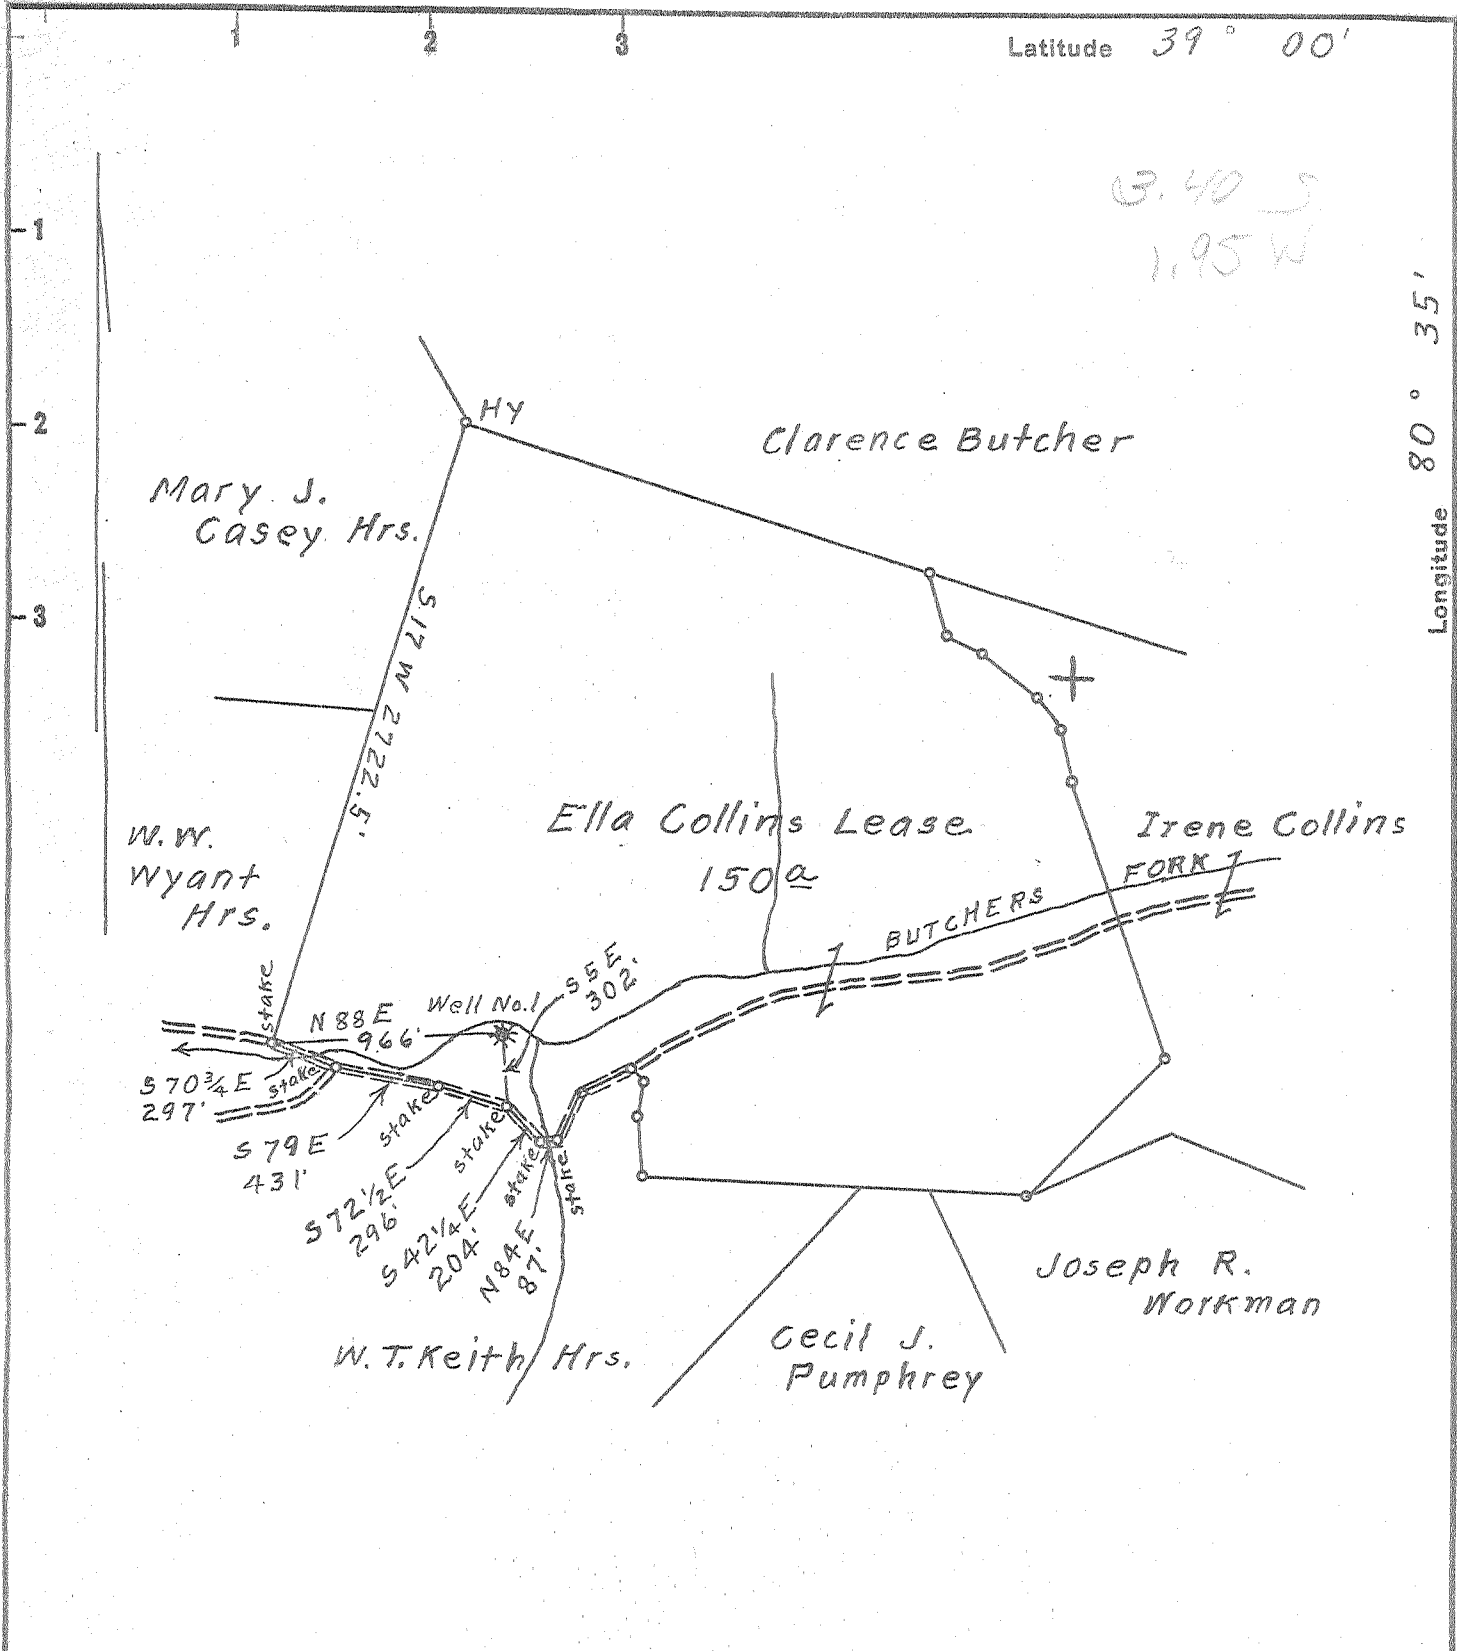 1 2 3
Latitude 39° 00'
3.40 S
1.95 W
1
2
3
Longitude 80° 35'
Hy
Clarence Butcher
Mary J.
Casey Hrs.
S 17 W 2722.5'
Ella Collins Lease
150 a
Irene Collins
W.W.
Wyant
Hrs.
BUTCHERS FORK
stake
N 88 E
966'
Well No.1
S 5 E
302'
S 70 3/4 E
297'
stake
S 79 E
431'
stake
S 72 1/2 E
296'
stake
S 42 1/4 E
204'
stake
N 84 E
87'
stake
W.T. Keith Hrs.
Cecil J.
Pumphrey
Joseph R.
Workman